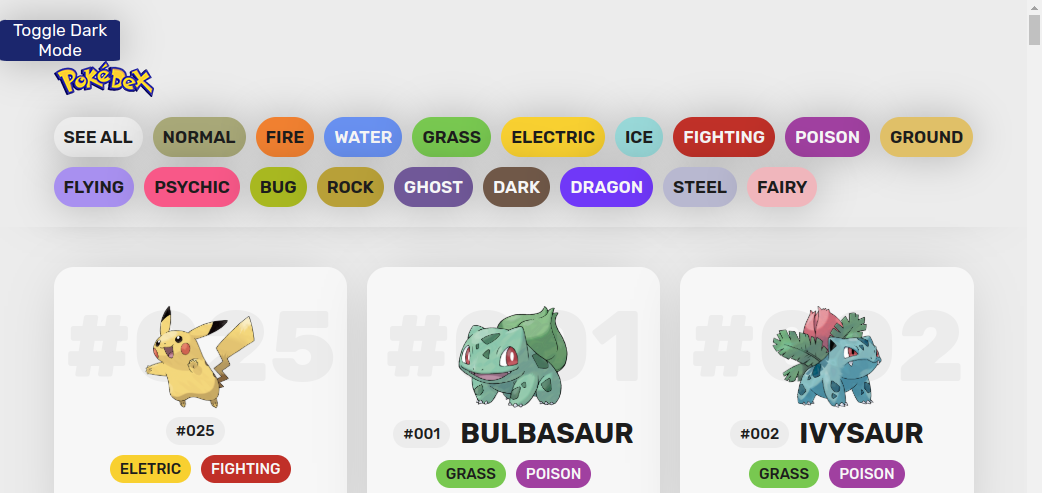 Toggle Dark
Mode
PokéDex
SEE ALL NORMAL FIRE WATER GRASS ELECTRIC ICE FIGHTING POISON GROUND
FLYING PSYCHIC BUG ROCK GHOST DARK DRAGON STEEL FAIRY
#025 #001 #002
#025
#001 BULBASAUR
#002 IVYSAUR
ELETRIC FIGHTING
GRASS POISON
GRASS POISON